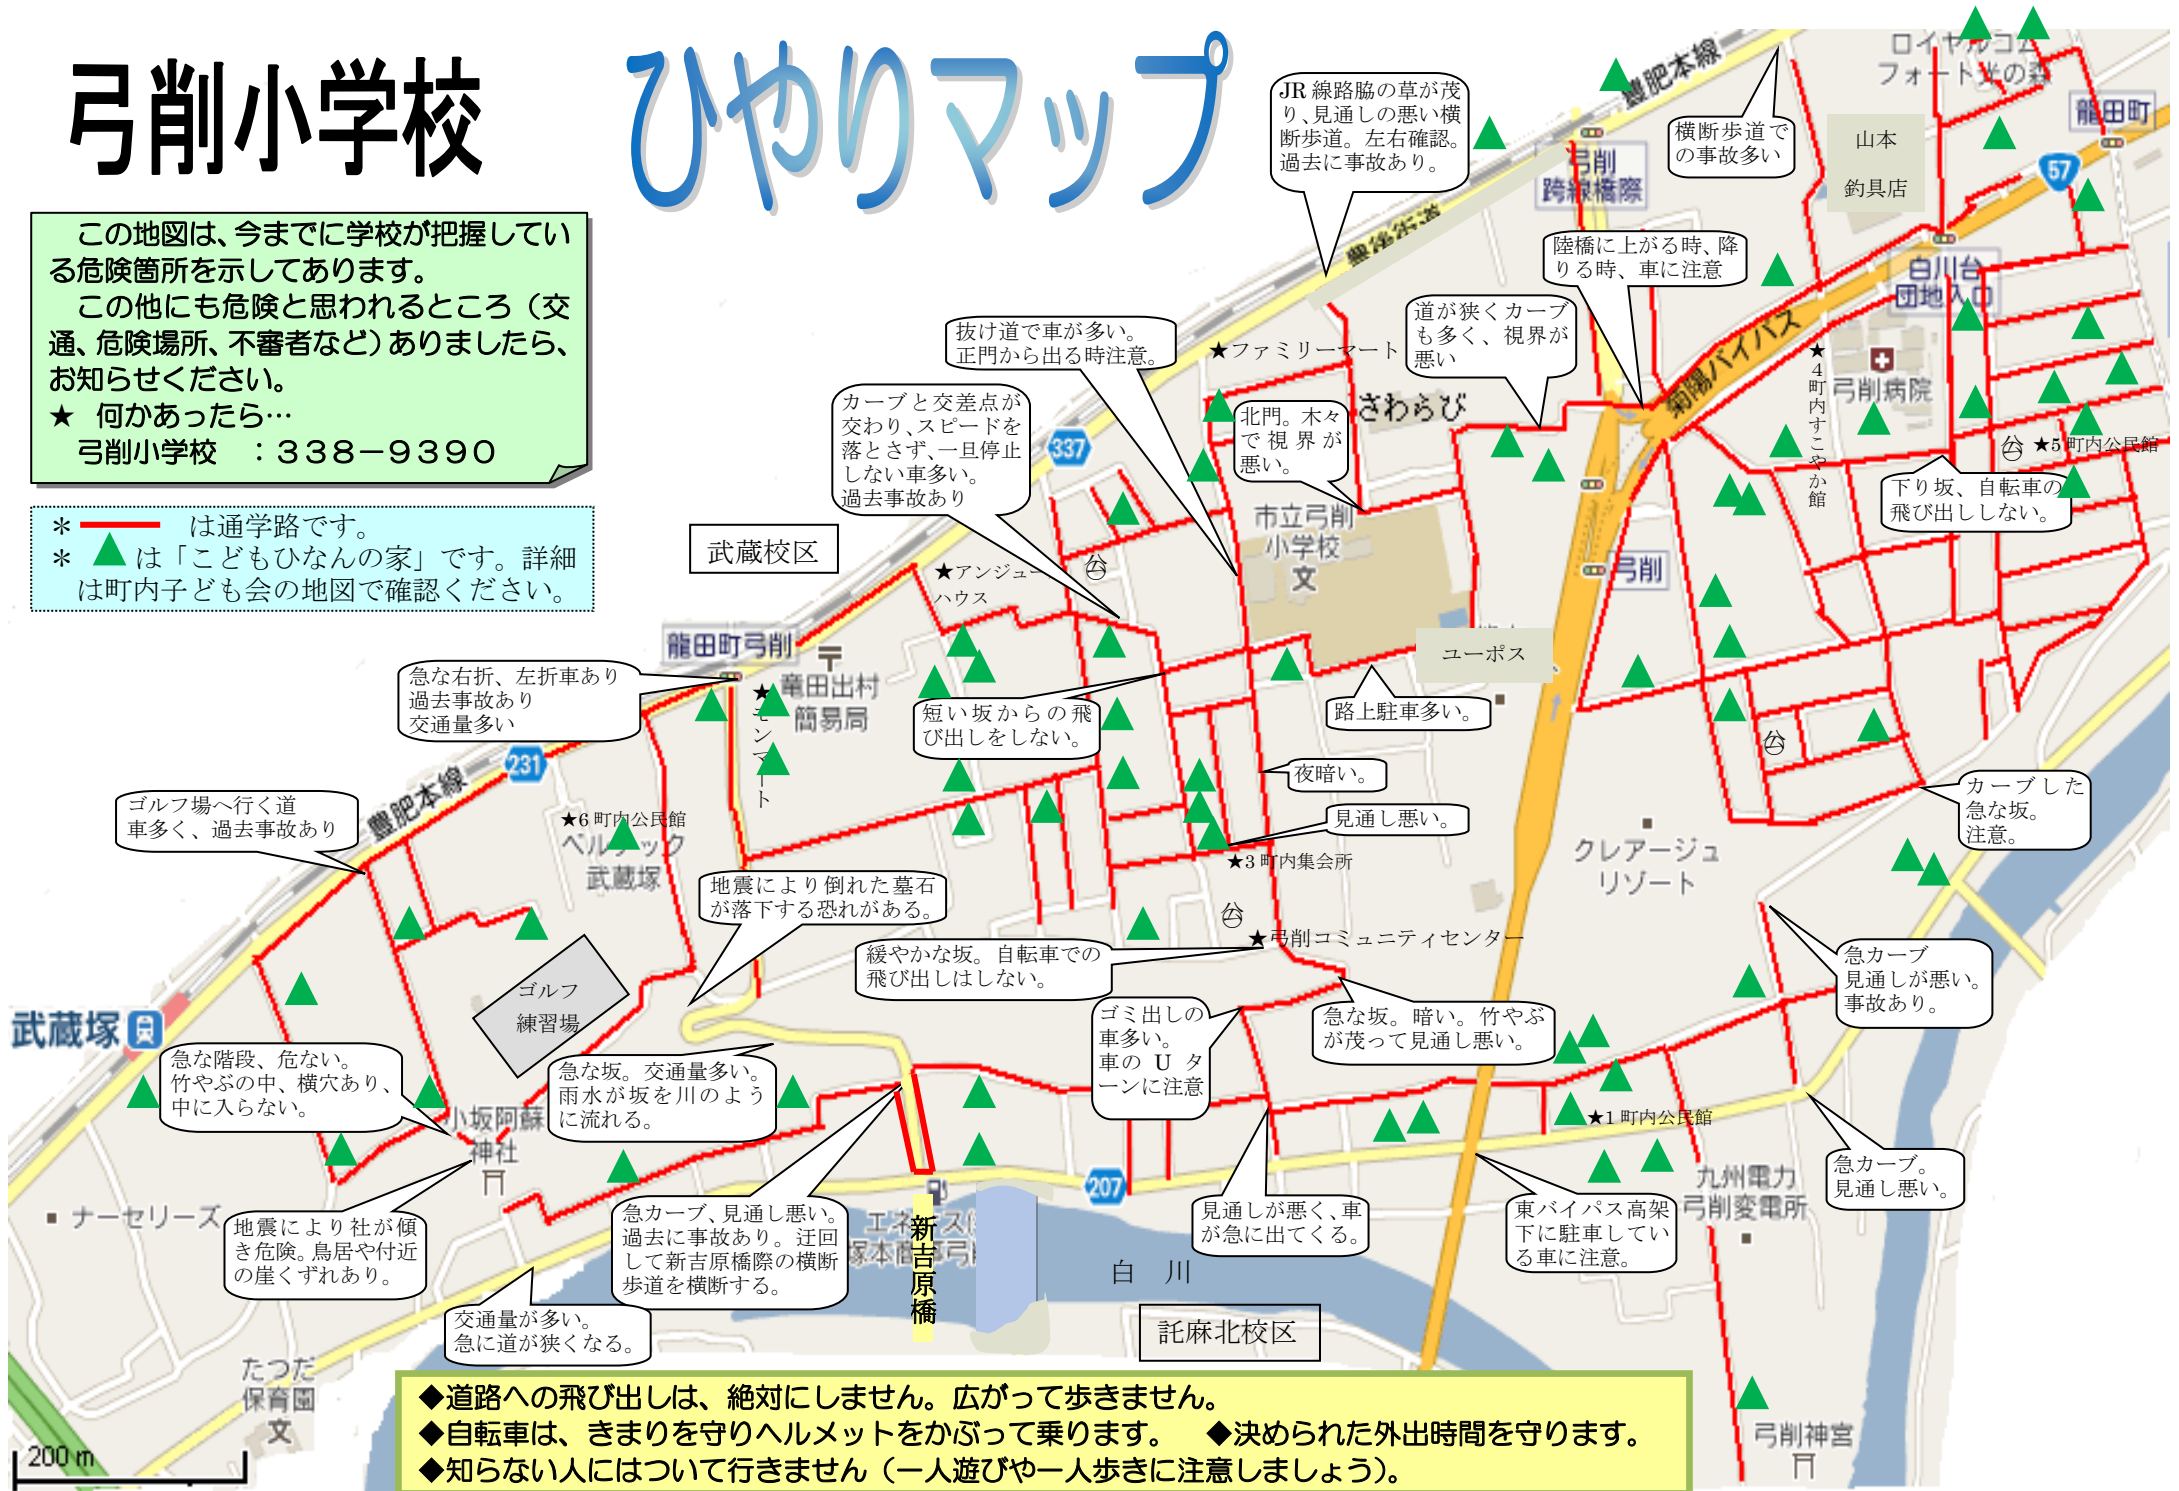 弓削小学校
ひやりマップ
この地図は、今までに学校が把握してい
る危険箇所を示してあります。
この他にも危険と思われるところ（交
通、危険場所、不審者など）ありましたら、
お知らせください。
★ 何かあったら…
弓削小学校 ：338－9390
＊ は通学路です。
＊ ▲は「こどもひなんの家」です。詳細
は町内子ども会の地図で確認ください。
JR 線路脇の草が茂
り、見通しの悪い横
断歩道。左右確認。
過去に事故あり。
豊肥本線
横断歩道で
の事故多い
ロイヤルコム
フォート光の森
龍田町
山本
釣具店
57
弓削
跨線橋際
豊後街道
陸橋に上がる時、降
りる時、車に注意
白川台
団地入口
道が狭くカーブ
も多く、視界が
悪い
抜け道で車が多い。
正門から出る時注意。
★ファミリーマート
さわらび
菊陽バイパス
★4町内すこやか館
弓削病院
カーブと交差点が
交わり、スピードを
落とさず、一旦停止
しない車多い。
過去事故あり
337
北門。木々
で視界が
悪い。
公 ★5町内公民館
下り坂、自転車の
飛び出ししない。
市立弓削
小学校
文
武蔵校区
★アンジュー
ハウス
公
弓削
龍田町弓削
ユーポス
急な右折、左折車あり
過去事故あり
交通量多い
竜田出村
簡易局
★モンマート
短い坂からの飛
び出しをしない。
路上駐車多い。
公
231
夜暗い。
カーブした
急な坂。
注意。
ゴルフ場へ行く道
車多く、過去事故あり
豊肥本線
★6町内公民館
ベルテック
武蔵塚
見通し悪い。
★3町内集会所
クレアージュ
リゾート
地震により倒れた墓石
が落下する恐れがある。
公
★弓削コミュニティセンター
緩やかな坂。自転車での
飛び出しはしない。
急カーブ
見通しが悪い。
事故あり。
ゴルフ
練習場
武蔵塚
ゴミ出しの
車多い。
車の U タ
ーンに注意
急な坂。暗い。竹やぶ
が茂って見通し悪い。
急な階段、危ない。
竹やぶの中、横穴あり、
中に入らない。
急な坂。交通量多い。
雨水が坂を川のよう
に流れる。
小坂阿蘇
神社
★1町内公民館
急カーブ。
見通し悪い。
207
九州電力
弓削変電所
ナーセリーズ
地震により社が傾
き危険。鳥居や付近
の崖くずれあり。
急カーブ、見通し悪い。
過去に事故あり。迂回
して新吉原橋際の横断
歩道を横断する。
新吉原橋
見通しが悪く、車
が急に出てくる。
東バイパス高架
下に駐車してい
る車に注意。
白 川
交通量が多い。
急に道が狭くなる。
託麻北校区
たつだ
保育園
文
弓削神宮
200 m
◆道路への飛び出しは、絶対にしません。広がって歩きません。
◆自転車は、きまりを守りヘルメットをかぶって乗ります。 ◆決められた外出時間を守ります。
◆知らない人にはついて行きません（一人遊びや一人歩きに注意しましょう）。